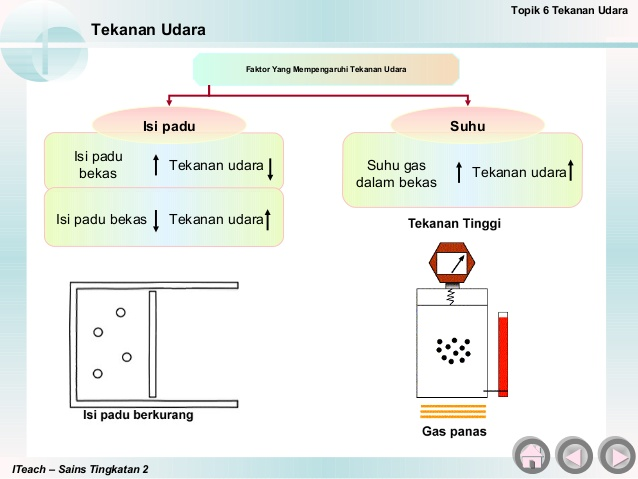 Topik 6 Tekanan Udara
Tekanan Udara
Faktor Yang Mempengaruhi Tekanan Udara
Isi padu
Suhu
Isi padu
bekas
Tekanan udara
Suhu gas
dalam bekas
Tekanan udara
Isi padu bekas
Tekanan udara
Tekanan Tinggi
Isi padu berkurang
Gas panas
ITeach – Sains Tingkatan 2